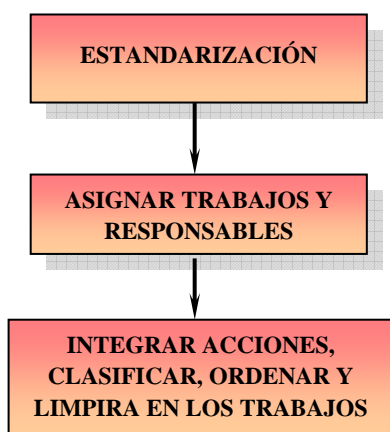 ESTANDARIZACIÓN
ASIGNAR TRABAJOS Y
RESPONSABLES
INTEGRAR ACCIONES,
CLASIFICAR, ORDENAR Y
LIMPIRA EN LOS TRABAJOS